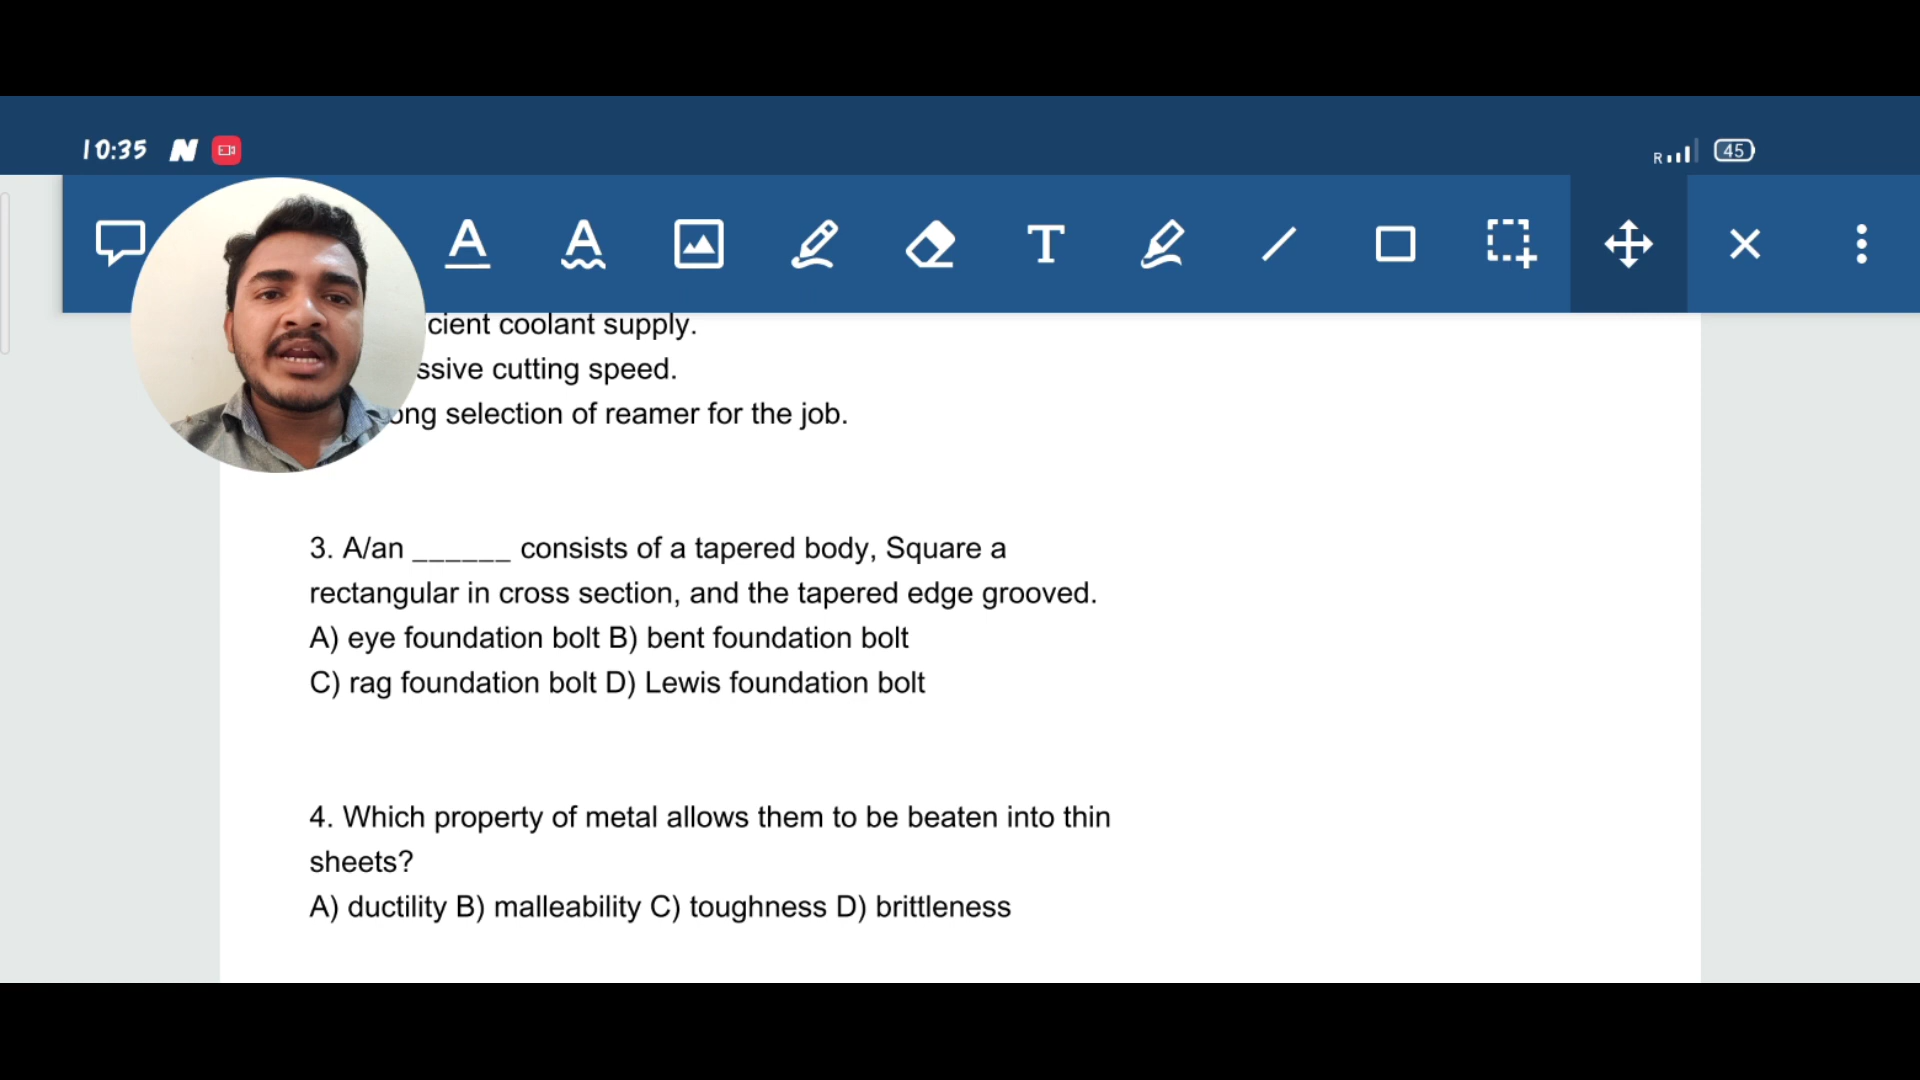 10:35
R
45
A
A
T
cient coolant supply.
ssive cutting speed.
ong selection of reamer for the job.
3. A/an ______ consists of a tapered body, Square a
rectangular in cross section, and the tapered edge grooved.
A) eye foundation bolt B) bent foundation bolt
C) rag foundation bolt D) Lewis foundation bolt
4. Which property of metal allows them to be beaten into thin
sheets?
A) ductility B) malleability C) toughness D) brittleness